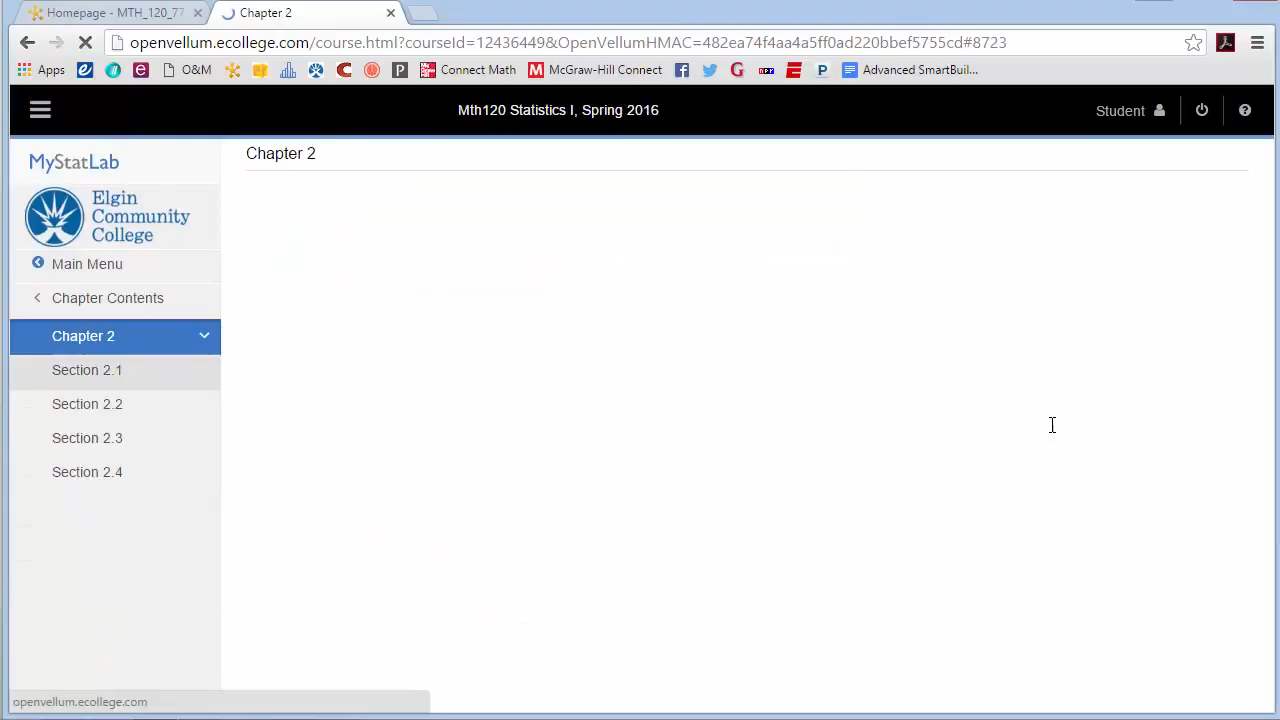 Homepage - MTH_120_77
Chapter 2
openvellum.ecollege.com/course.html?courseId=12436449&OpenVellumHMAC=482ea74f4aa4a5ff0ad220bbef5755cd#8723
Apps O&M Connect Math McGraw-Hill Connect Advanced SmartBuil...
Mth120 Statistics I, Spring 2016
Student
MyStatLab
Chapter 2
Elgin
Community
College
Main Menu
Chapter Contents
Chapter 2
Section 2.1
Section 2.2
Section 2.3
Section 2.4
openvellum.ecollege.com